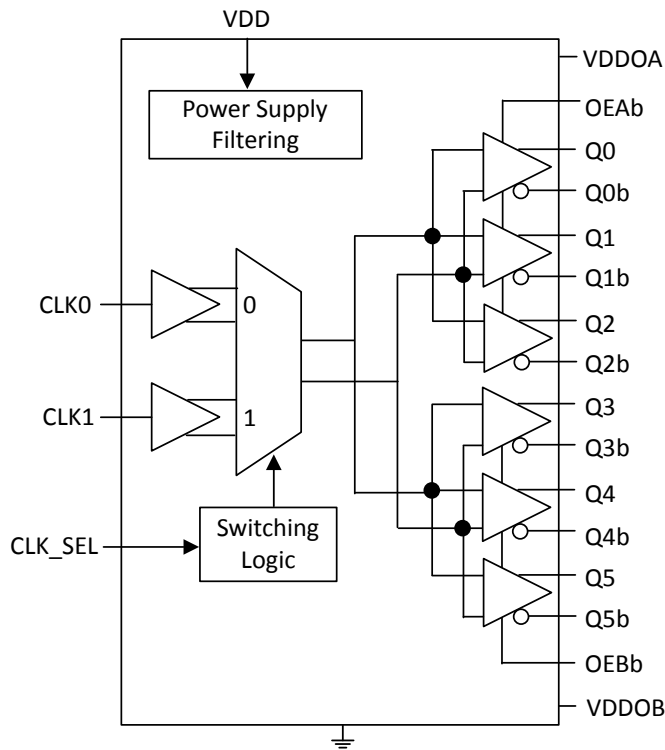 VDD
VDDOA
Power Supply
Filtering
OEAb
Q0
Q0b
Q1
Q1b
CLK0
0
Q2
Q2b
CLK1
1
Q3
Q3b
Q4
Q4b
CLK_SEL
Switching
Logic
Q5
Q5b
OEBb
VDDOB